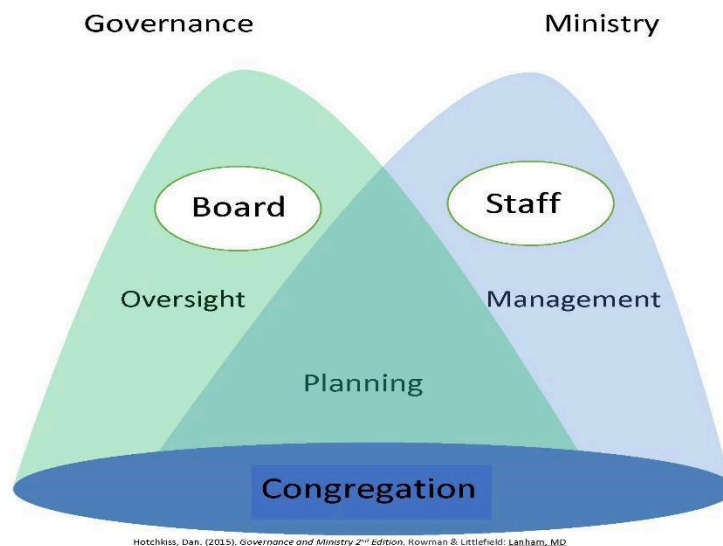 Governance Ministry
Board Staff
Oversight Management
Planning
Congregation
Hotchkiss, Dan. (2015). Governance and Ministry 2nd Edition. Rowman & Littlefield: Lanham, MD